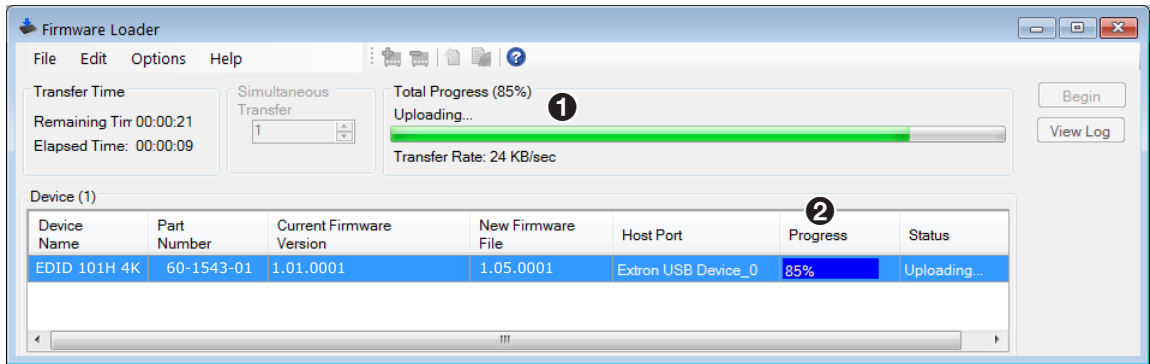 Firmware Loader
File Edit Options Help
Transfer Time
Remaining Tim 00:00:21
Elapsed Time: 00:00:09
Simultaneous
Transfer
1
Total Progress (85%)
1
Uploading...
Transfer Rate: 24 KB/sec
Begin
View Log
Device (1)
2
Device Name Part Number Current Firmware Version New Firmware File Host Port Progress Status
EDID 101H 4K 60-1543-01 1.01.0001 1.05.0001 Extron USB Device_0 85% Uploading...